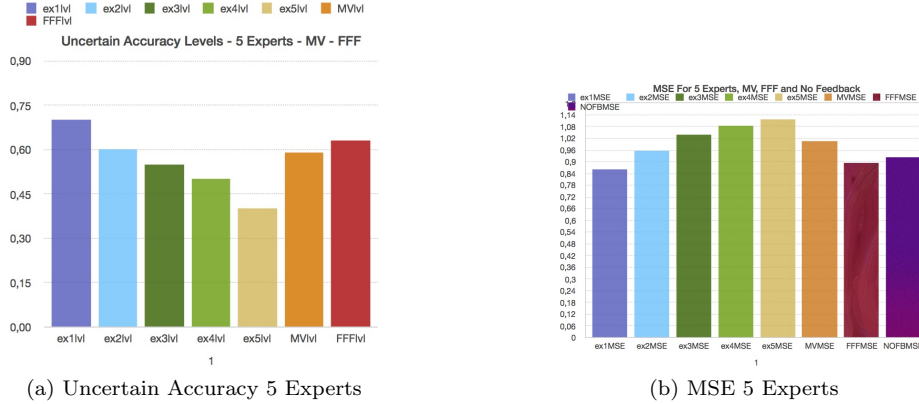 ex1lvl ex2lvl ex3lvl ex4lvl ex5lvl MVlvl
FFFlvl
Uncertain Accuracy Levels - 5 Experts - MV - FFF
0,90
0,75
0,60
0,45
0,30
0,15
0,00
ex1lvl ex2lvl ex3lvl ex4lvl ex5lvl MVlvl FFFlvl
1
(a) Uncertain Accuracy 5 Experts
MSE For 5 Experts, MV, FFF and No Feedback
ex1MSE ex2MSE ex3MSE ex4MSE ex5MSE MVMSE FFFMSE
NOFBMSE
1,14
1,08
1,02
0,96
0,9
0,84
0,78
0,72
0,66
0,6
0,54
0,48
0,42
0,36
0,3
0,24
0,18
0,12
0,06
0
ex1MSE ex2MSE ex3MSE ex4MSE ex5MSE MVMSE FFFMSE NOFBMSE
1
(b) MSE 5 Experts